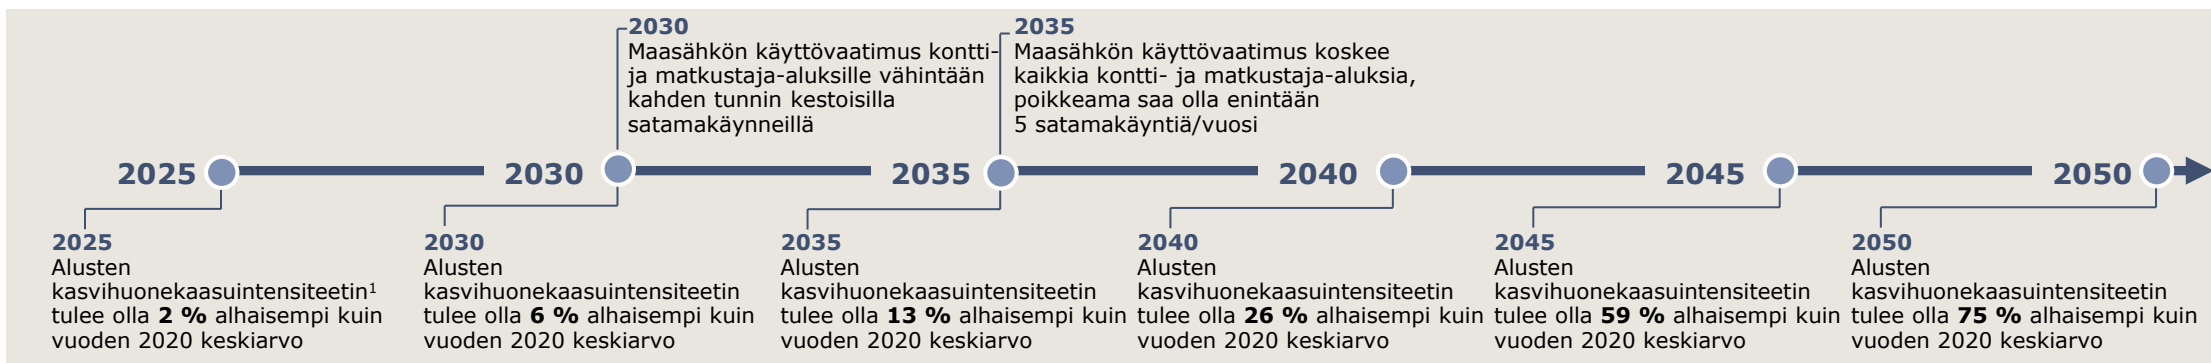 2030
Maasähkön käyttövaatimus kontti-
ja matkustaja-aluksille vähintään
kahden tunnin kestoisilla
satamakäynneillä
2035
Maasähkön käyttövaatimus koskee
kaikkia kontti- ja matkustaja-aluksia,
poikkeama saa olla enintään
5 satamakäyntiä/vuosi
2025
2030
2035
2040
2045
2050
2025
Alusten
kasvihuonekaasuintensiteetin¹
tulee olla 2 % alhaisempi kuin
vuoden 2020 keskiarvo
2030
Alusten
kasvihuonekaasuintensiteetin
tulee olla 6 % alhaisempi kuin
vuoden 2020 keskiarvo
2035
Alusten
kasvihuonekaasuintensiteetin
tulee olla 13 % alhaisempi kuin
vuoden 2020 keskiarvo
2040
Alusten
kasvihuonekaasuintensiteetin
tulee olla 26 % alhaisempi kuin
vuoden 2020 keskiarvo
2045
Alusten
kasvihuonekaasuintensiteetin
tulee olla 59 % alhaisempi kuin
vuoden 2020 keskiarvo
2050
Alusten
kasvihuonekaasuintensiteetin
tulee olla 75 % alhaisempi kuin
vuoden 2020 keskiarvo